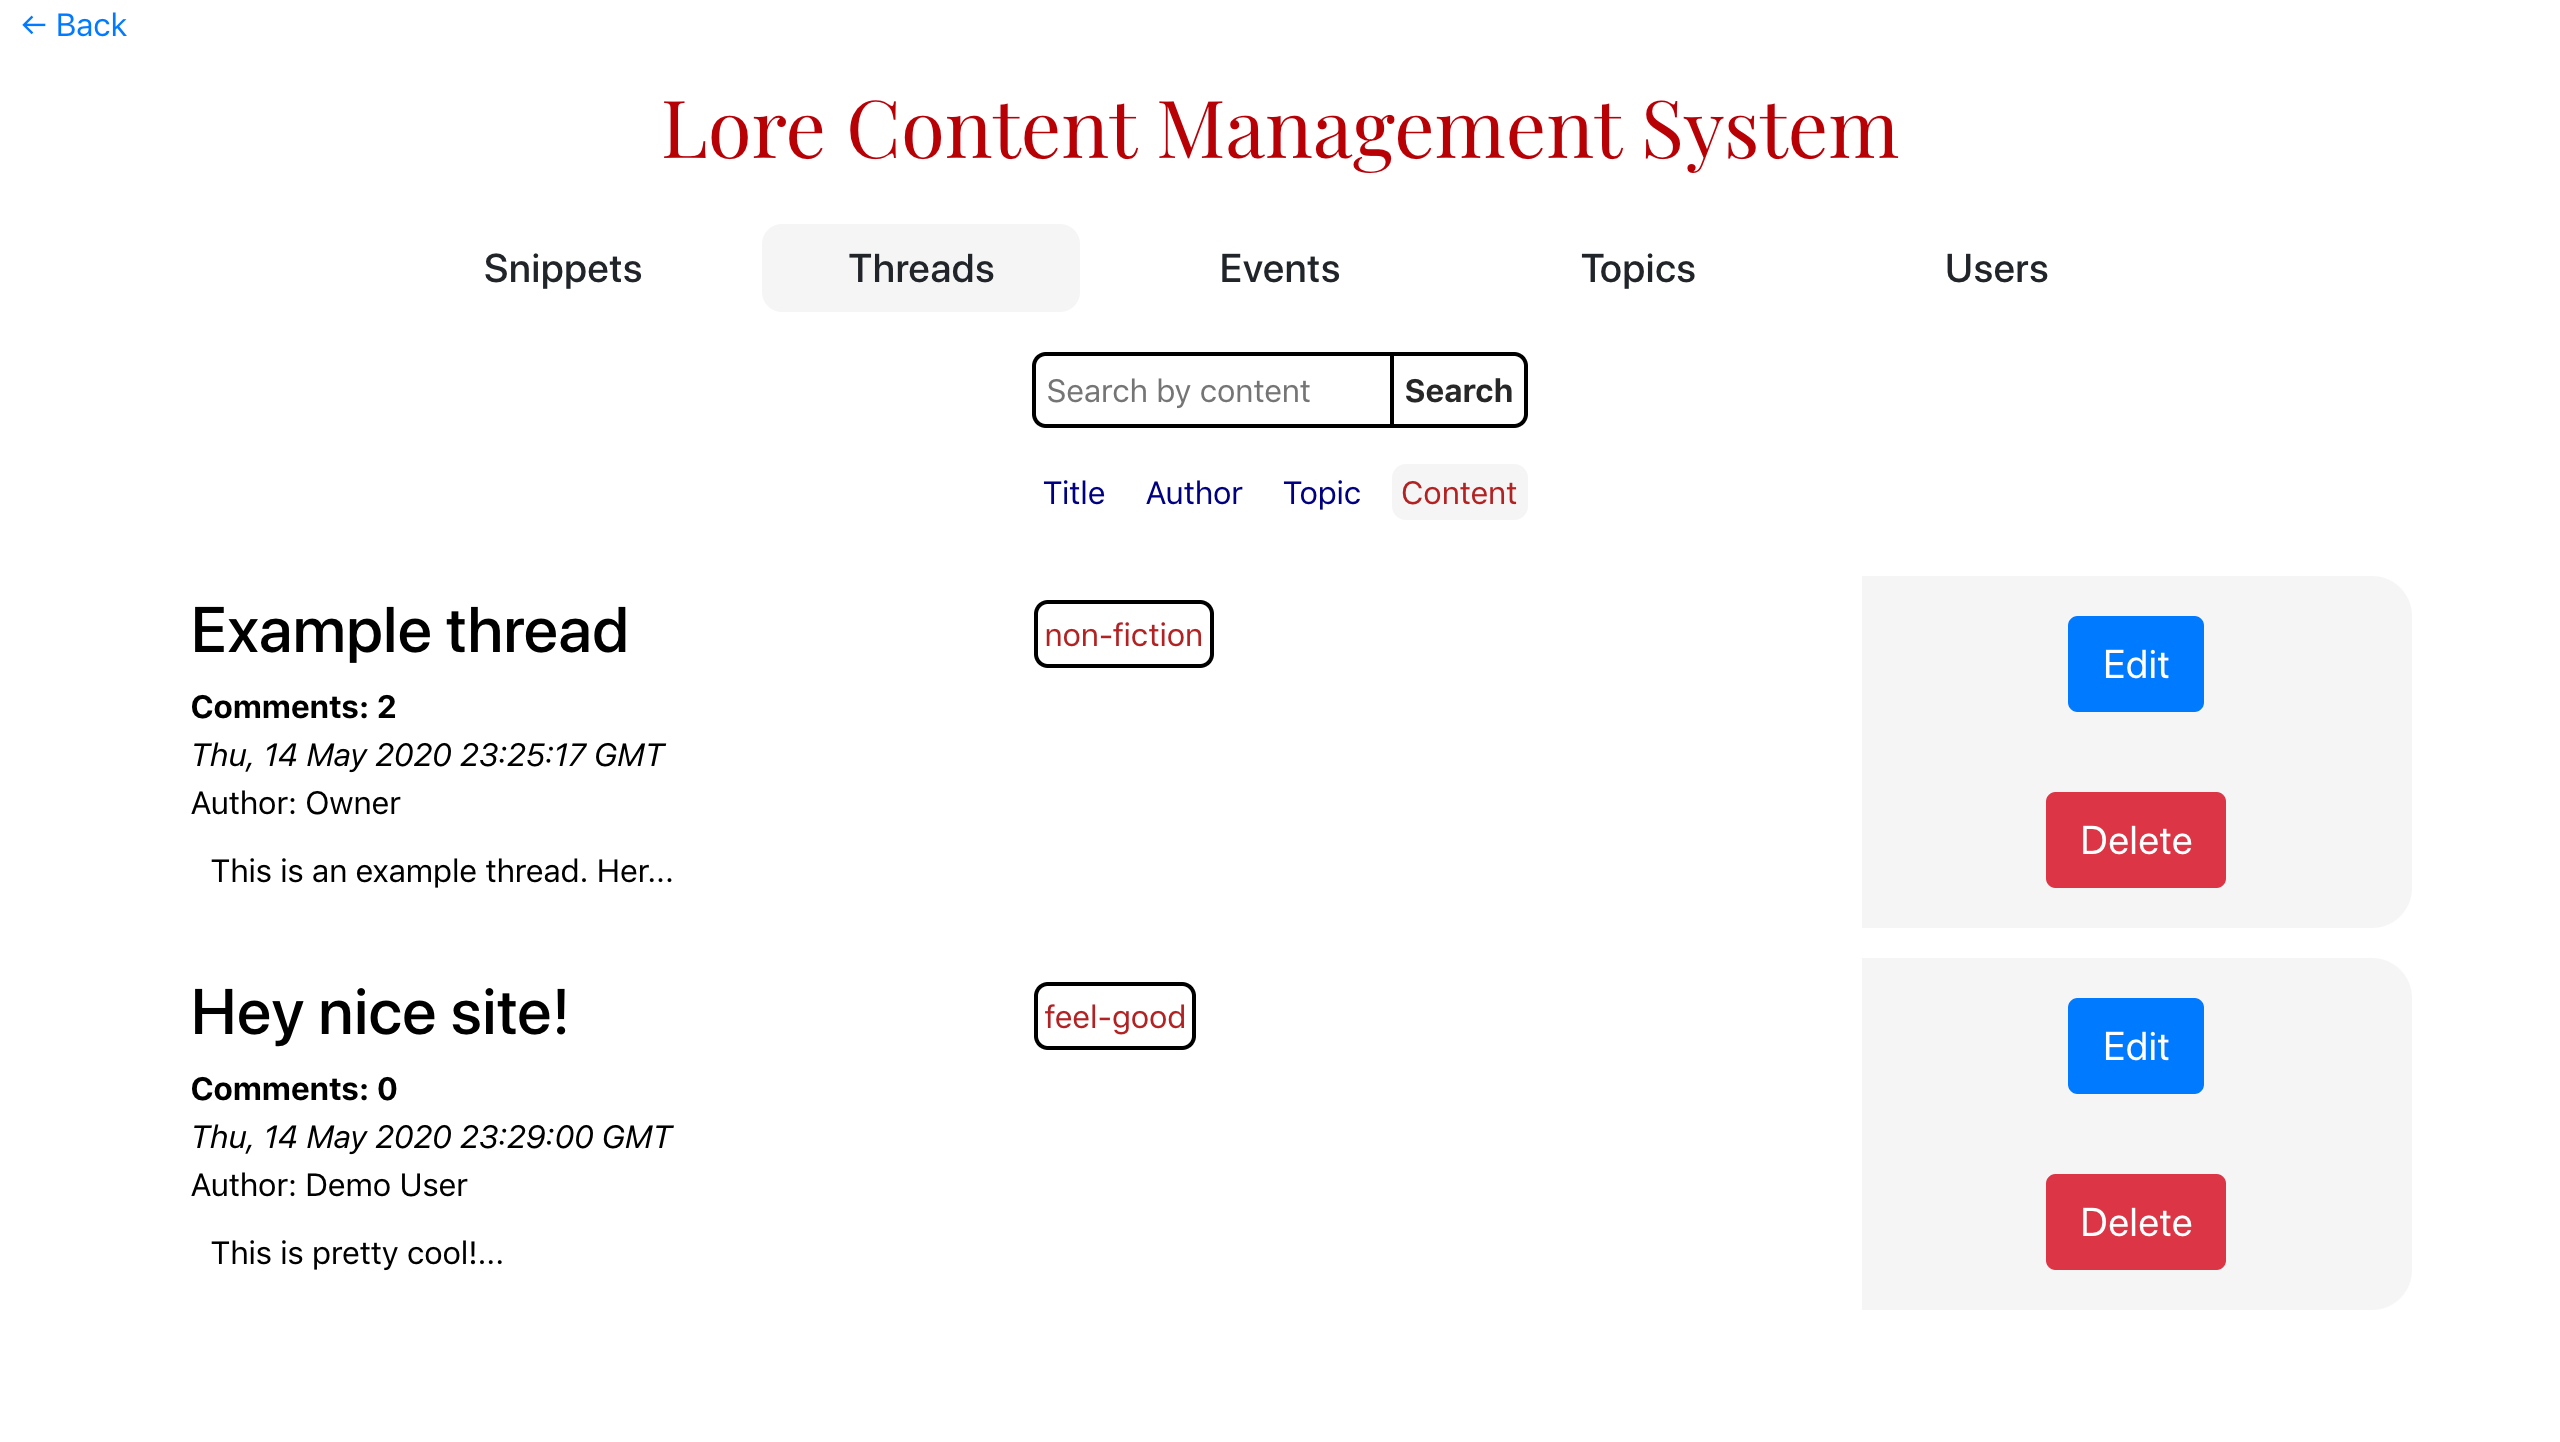 ← Back
Lore Content Management System
Snippets Threads Events Topics Users
Search by content Search
Title Author Topic Content
Example thread
non-fiction
Comments: 2
Thu, 14 May 2020 23:25:17 GMT
Author: Owner
This is an example thread. Her...
Edit
Delete
Hey nice site!
feel-good
Comments: 0
Thu, 14 May 2020 23:29:00 GMT
Author: Demo User
This is pretty cool!...
Edit
Delete